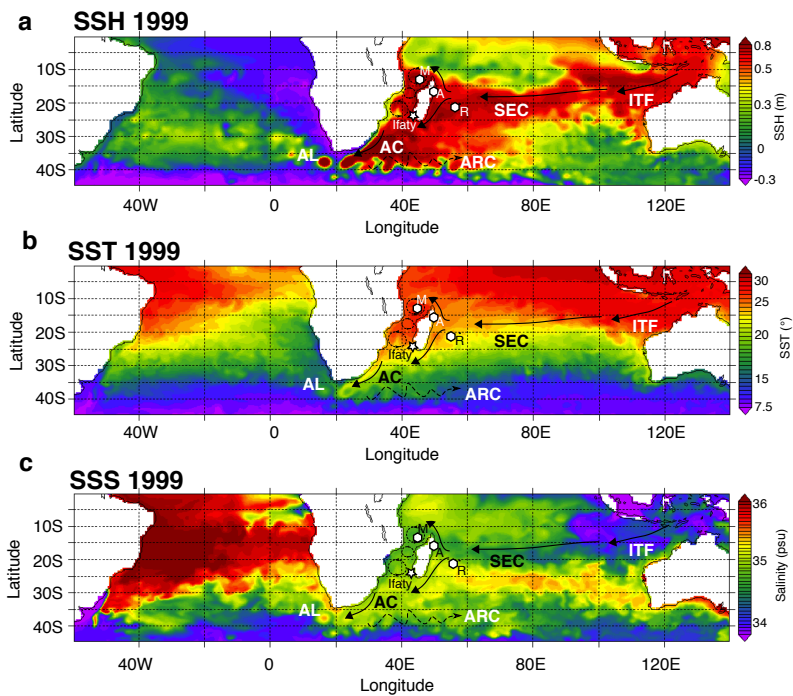 a
SSH 1999
10S
20S
30S
40S
Latitude
40W
0
40E
80E
120E
Longitude
M
A
R
Ifaty
AL
AC
ARC
SEC
ITF
0.8
0.6
0.3
0
-0.3
SSH (m)
b
SST 1999
10S
20S
30S
40S
Latitude
40W
0
40E
80E
120E
Longitude
M
A
R
Ifaty
AL
AC
ARC
SEC
ITF
30
25
20
15
10
7.5
SST (°)
c
SSS 1999
10S
20S
30S
40S
Latitude
40W
0
40E
80E
120E
Longitude
M
A
R
Ifaty
AL
AC
ARC
SEC
ITF
36
35
34
Salinity (psu)